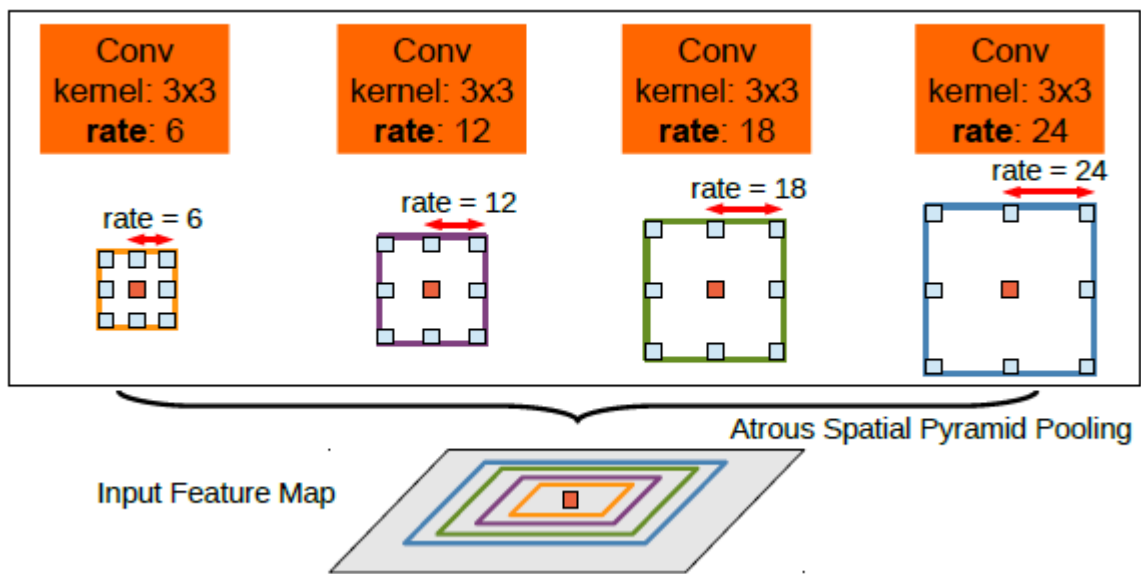 Conv
kernel: 3x3
rate: 6
Conv
kernel: 3x3
rate: 12
Conv
kernel: 3x3
rate: 18
Conv
kernel: 3x3
rate: 24
rate = 6
rate = 12
rate = 18
rate = 24
Atrous Spatial Pyramid Pooling
Input Feature Map